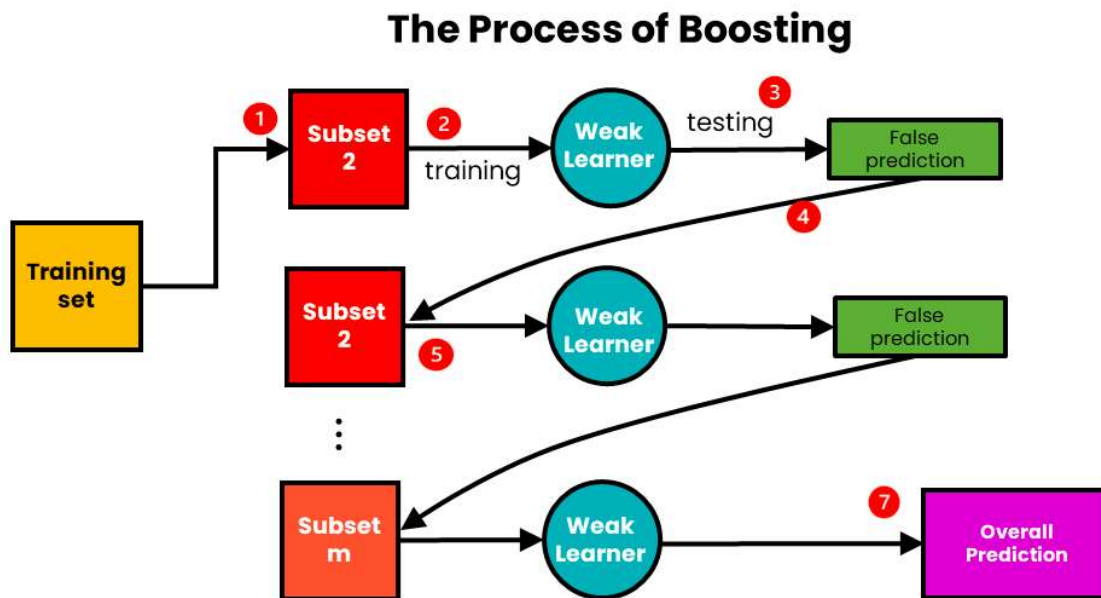 The Process of Boosting
1
Subset
2
2
training
Weak
Learner
3
testing
False
prediction
4
Training
set
Subset
2
5
Weak
Learner
False
prediction
⋮
Subset
m
Weak
Learner
7
Overall
Prediction